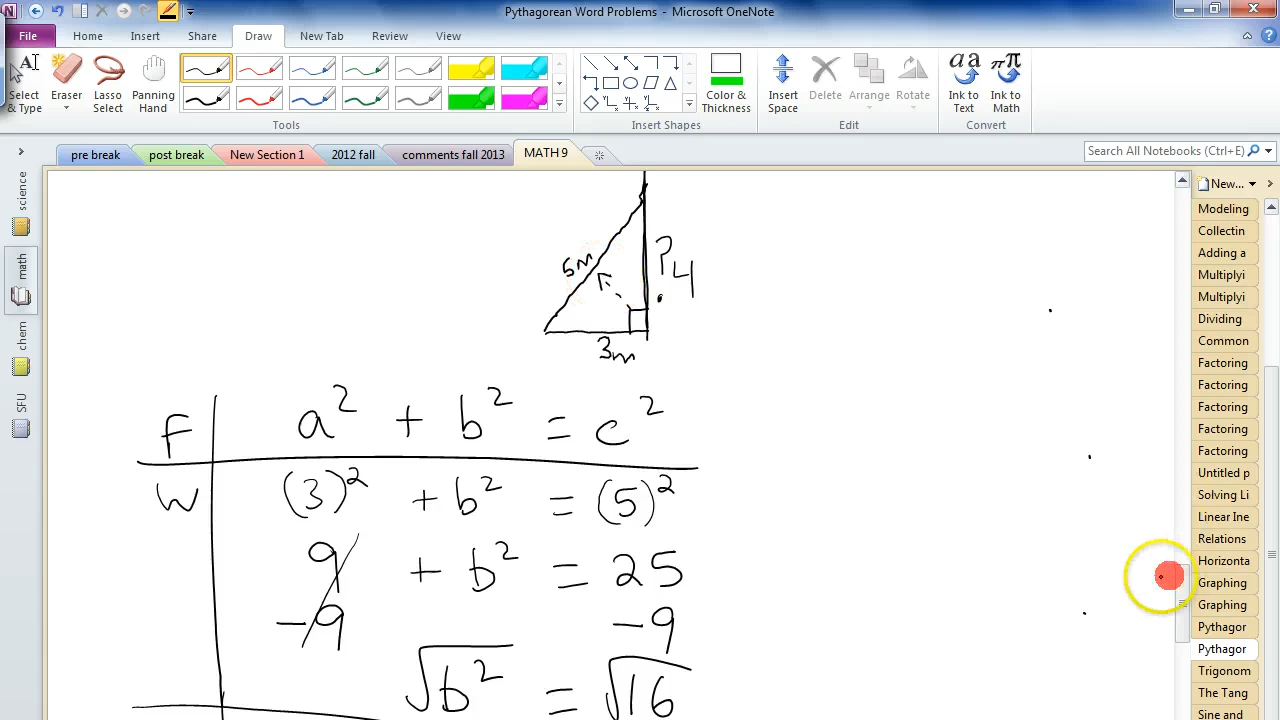 Pythagorean Word Problems - Microsoft OneNote
File Home Insert Share Draw New Tab Review View
Select & Type
Eraser
Lasso Select
Panning Hand
Color & Thickness
Insert Space
Delete
Arrange
Rotate
Ink to Text
Ink to Math
Tools
Insert Shapes
Edit
Convert
pre break
post break
New Section 1
2012 fall
comments fall 2013
MATH 9
Search All Notebooks (Ctrl+E)
science
math
chem
SFU
? 4
5m
3m
F a² + b² = c²
W (3)² + b² = (5)²
9 + b² = 25
-9 -9
√b² = √16
New...
Modeling
Collectin
Adding a
Multiplyi
Multiplyi
Dividing
Common
Factoring
Factoring
Factoring
Factoring
Factoring
Untitled p
Solving Li
Linear Ine
Relations
Horizonta
Graphing
Graphing
Pythagor
Pythagor
Trigonom
The Tang
Sine and